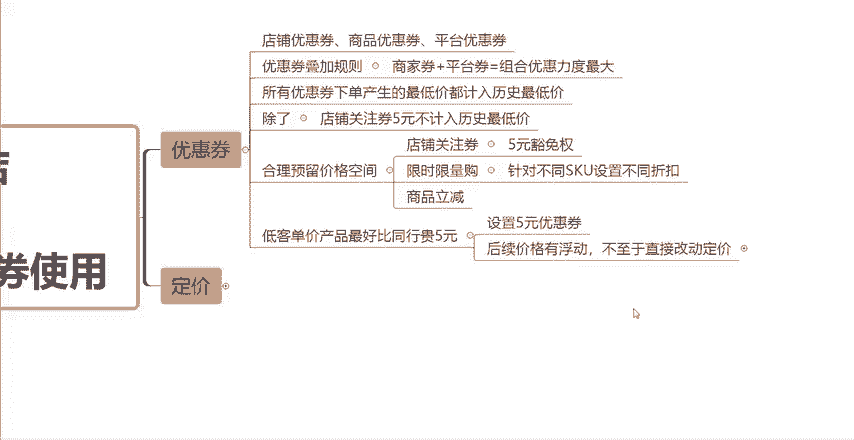 券使用
优惠券
店铺优惠券、商品优惠券、平台优惠券
优惠券叠加规则
商家券+平台券=组合优惠力度最大
所有优惠券下单产生的最低价都计入历史最低价
除了
店铺关注券5元不计入历史最低价
合理预留价格空间
店铺关注券
5元豁免权
限时限量购
针对不同SKU设置不同折扣
商品立减
低客单价产品最好比同行贵5元
设置5元优惠券
后续价格有浮动，不至于直接改动定价
定价